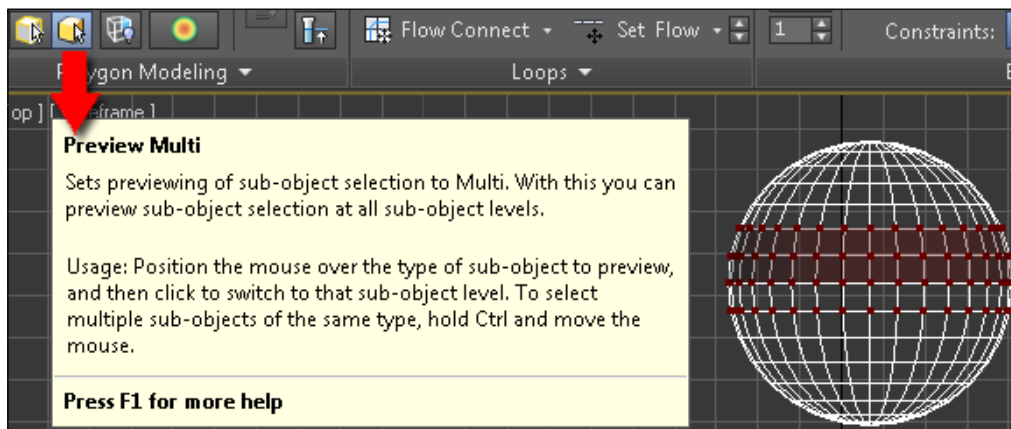 Flow Connect Set Flow 1 Constraints:
ygon Modeling Loops
op ] [ eframe ]
Preview Multi
Sets previewing of sub-object selection to Multi. With this you can
preview sub-object selection at all sub-object levels.
Usage: Position the mouse over the type of sub-object to preview,
and then click to switch to that sub-object level. To select
multiple sub-objects of the same type, hold Ctrl and move the
mouse.
Press F1 for more help